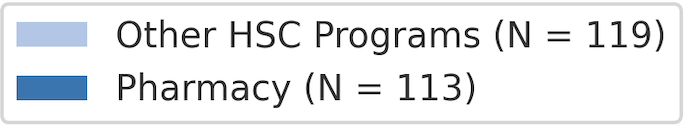 Other HSC Programs (N = 119)
Pharmacy (N = 113)